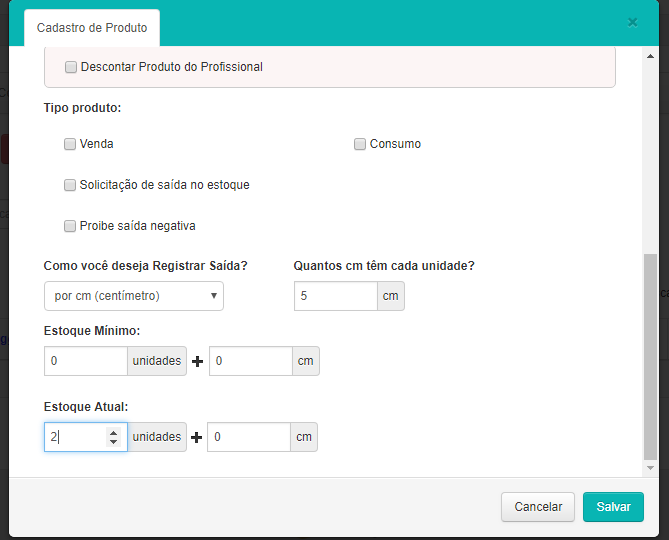 Cadastro de Produto
×
Descontar Produto do Profissional
Tipo produto:
Venda Consumo
Solicitação de saída no estoque
Proibe saída negativa
Como você deseja Registrar Saída? Quantos cm têm cada unidade?
por cm (centímetro) 5 cm
Estoque Mínimo:
0 unidades + 0 cm
Estoque Atual:
2 unidades + 0 cm
Cancelar Salvar